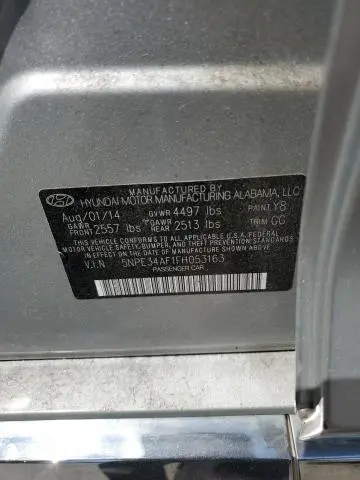 MANUFACTURED BY
HYUNDAI MOTOR MANUFACTURING ALABAMA, LLC
Aug/01/14 GVWR 4497 lbs PAINT Y8
GAWR FRONT 2557 lbs GAWR REAR 2513 lbs TRIM GG
THIS VEHICLE CONFORMS TO ALL APPLICABLE U.S. FEDERAL
MOTOR VEHICLE SAFETY, BUMPER, AND THEFT PREVENTION STANDARDS
IN EFFECT ON THE DATE OF MANUFACTURE SHOWN ABOVE.
V.I.N 5NPE34AF1FH053163
PASSENGER CAR